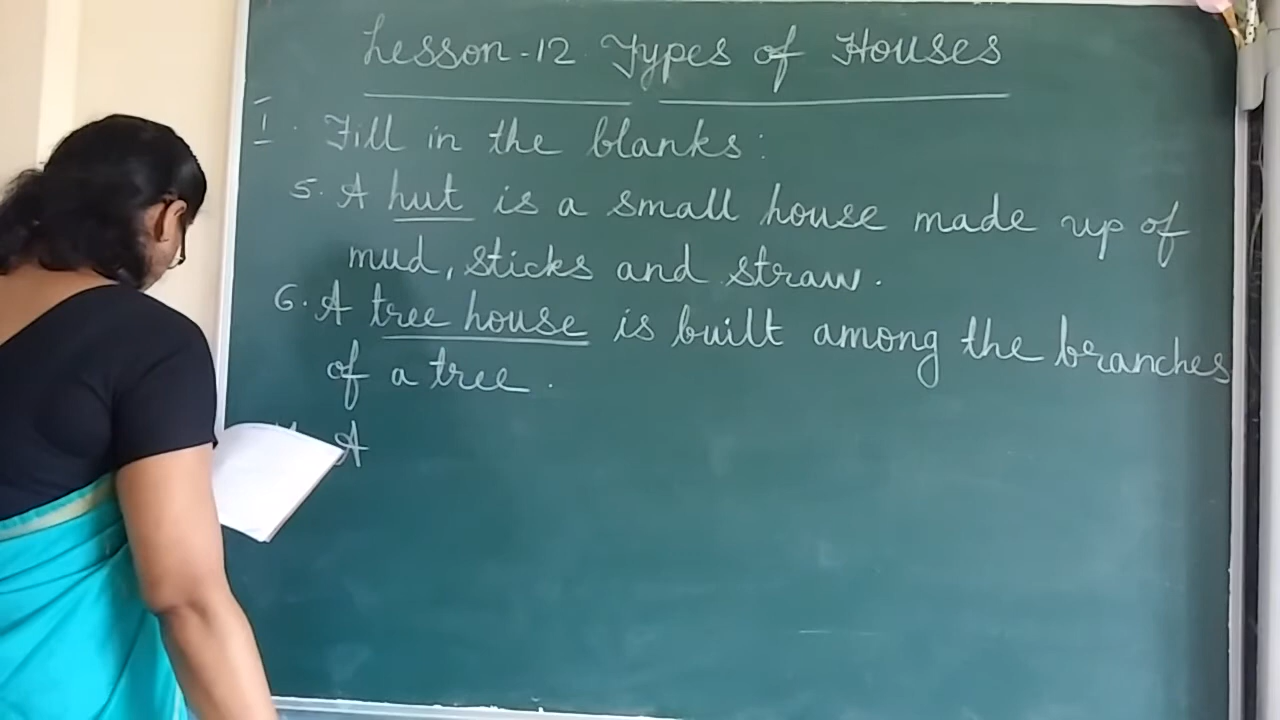 Lesson-12 Types of Houses
I. Fill in the blanks:
5. A hut is a small house made up of
mud, sticks and straw.
6. A tree house is built among the branches
of a tree.
A